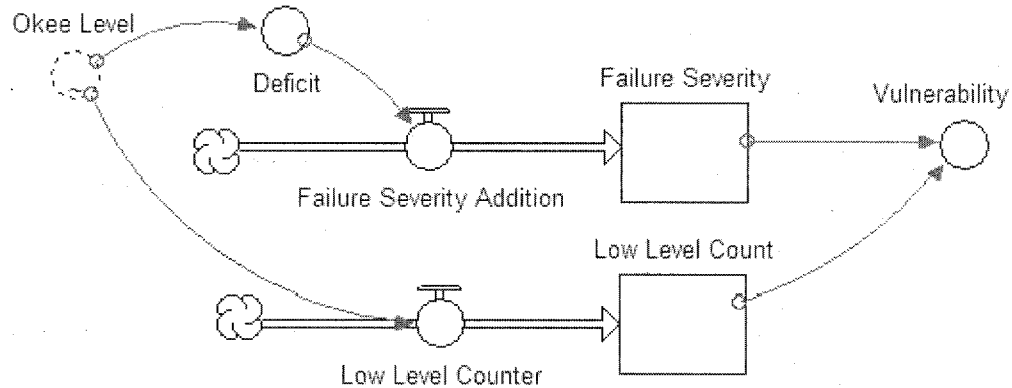 Okee Level
Deficit
Failure Severity
Vulnerability
Failure Severity Addition
Low Level Count
Low Level Counter